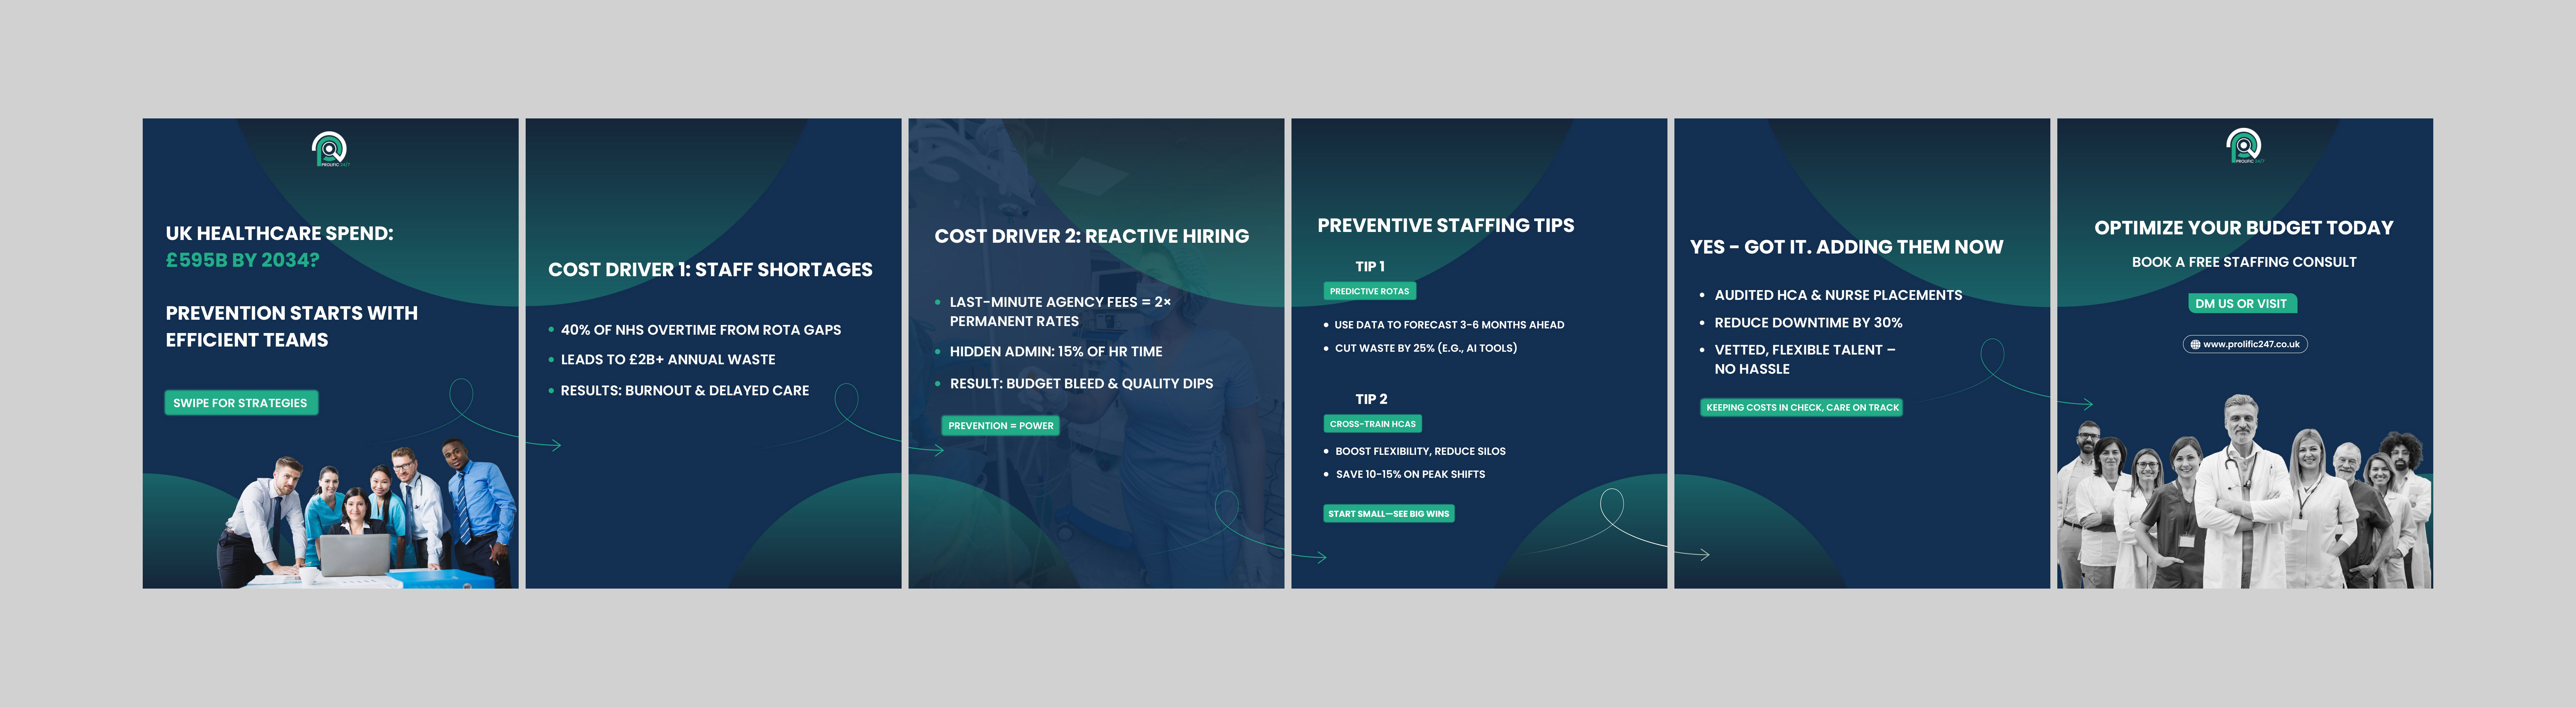 PROLIFIC 247
UK HEALTHCARE SPEND:
£595B BY 2034?
PREVENTION STARTS WITH
EFFICIENT TEAMS
SWIPE FOR STRATEGIES
COST DRIVER 1: STAFF SHORTAGES
40% OF NHS OVERTIME FROM ROTA GAPS
LEADS TO £2B+ ANNUAL WASTE
RESULTS: BURNOUT & DELAYED CARE
COST DRIVER 2: REACTIVE HIRING
LAST-MINUTE AGENCY FEES = 2×
PERMANENT RATES
HIDDEN ADMIN: 15% OF HR TIME
RESULT: BUDGET BLEED & QUALITY DIPS
PREVENTION = POWER
PREVENTIVE STAFFING TIPS
TIP 1
PREDICTIVE ROTAS
USE DATA TO FORECAST 3-6 MONTHS AHEAD
CUT WASTE BY 25% (E.G., AI TOOLS)
TIP 2
CROSS-TRAIN HCAS
BOOST FLEXIBILITY, REDUCE SILOS
SAVE 10-15% ON PEAK SHIFTS
START SMALL—SEE BIG WINS
YES - GOT IT. ADDING THEM NOW
AUDITED HCA & NURSE PLACEMENTS
REDUCE DOWNTIME BY 30%
VETTED, FLEXIBLE TALENT –
NO HASSLE
KEEPING COSTS IN CHECK, CARE ON TRACK
PROLIFIC 247
OPTIMIZE YOUR BUDGET TODAY
BOOK A FREE STAFFING CONSULT
DM US OR VISIT
www.prolific247.co.uk